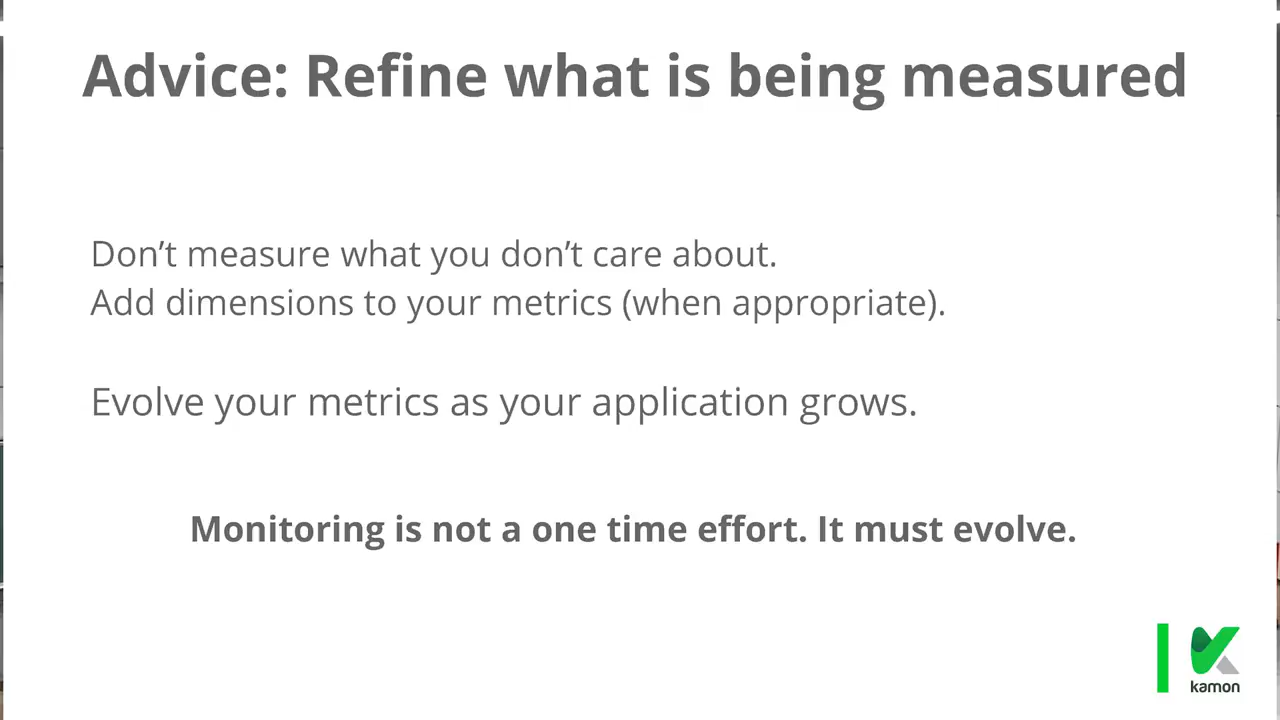 Advice: Refine what is being measured
Don’t measure what you don’t care about.
Add dimensions to your metrics (when appropriate).
Evolve your metrics as your application grows.
Monitoring is not a one time effort. It must evolve.
kamon